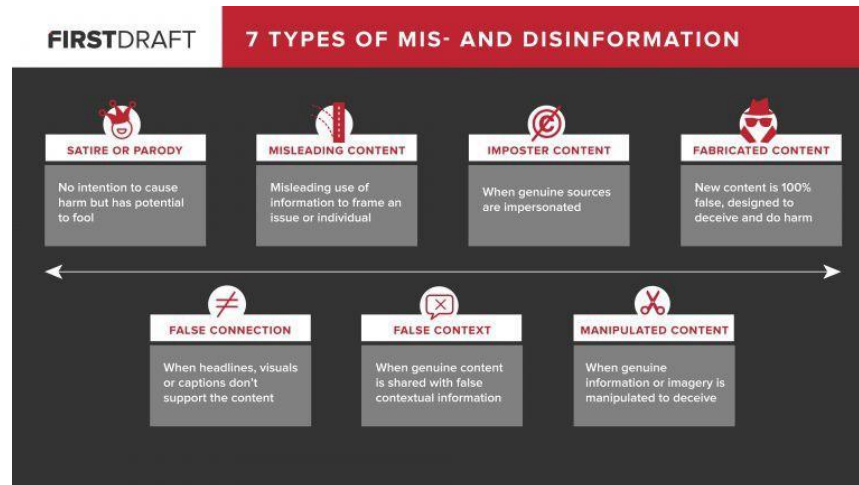 FIRSTDRAFT
7 TYPES OF MIS- AND DISINFORMATION
SATIRE OR PARODY
No intention to cause
harm but has potential
to fool
MISLEADING CONTENT
Misleading use of
information to frame an
issue or individual
IMPOSTER CONTENT
When genuine sources
are impersonated
FABRICATED CONTENT
New content is 100%
false, designed to
deceive and do harm
FALSE CONNECTION
When headlines, visuals
or captions don't
support the content
FALSE CONTEXT
When genuine content
is shared with false
contextual information
MANIPULATED CONTENT
When genuine
information or imagery is
manipulated to deceive